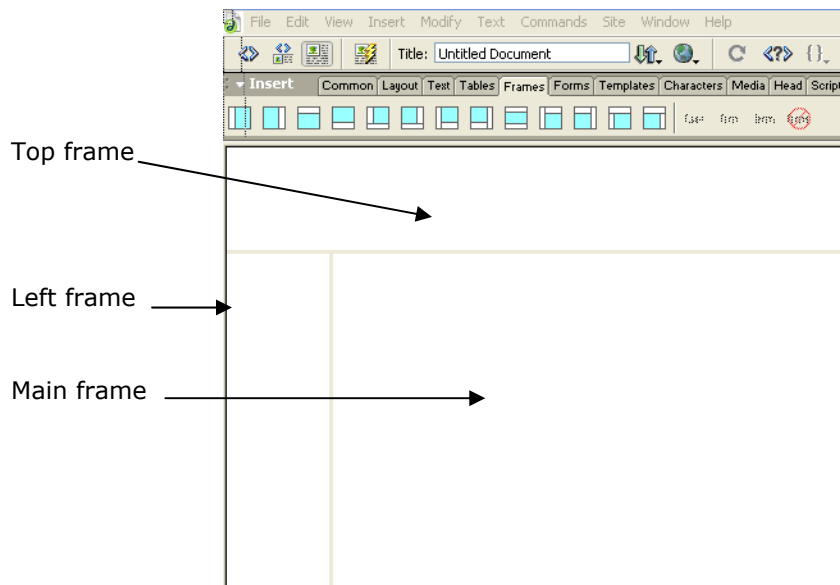 File Edit View Insert Modify Text Commands Site Window Help
Title: Untitled Document
Insert Common Layout Text Tables Frames Forms Templates Characters Media Head Script
Top frame
Left frame
Main frame